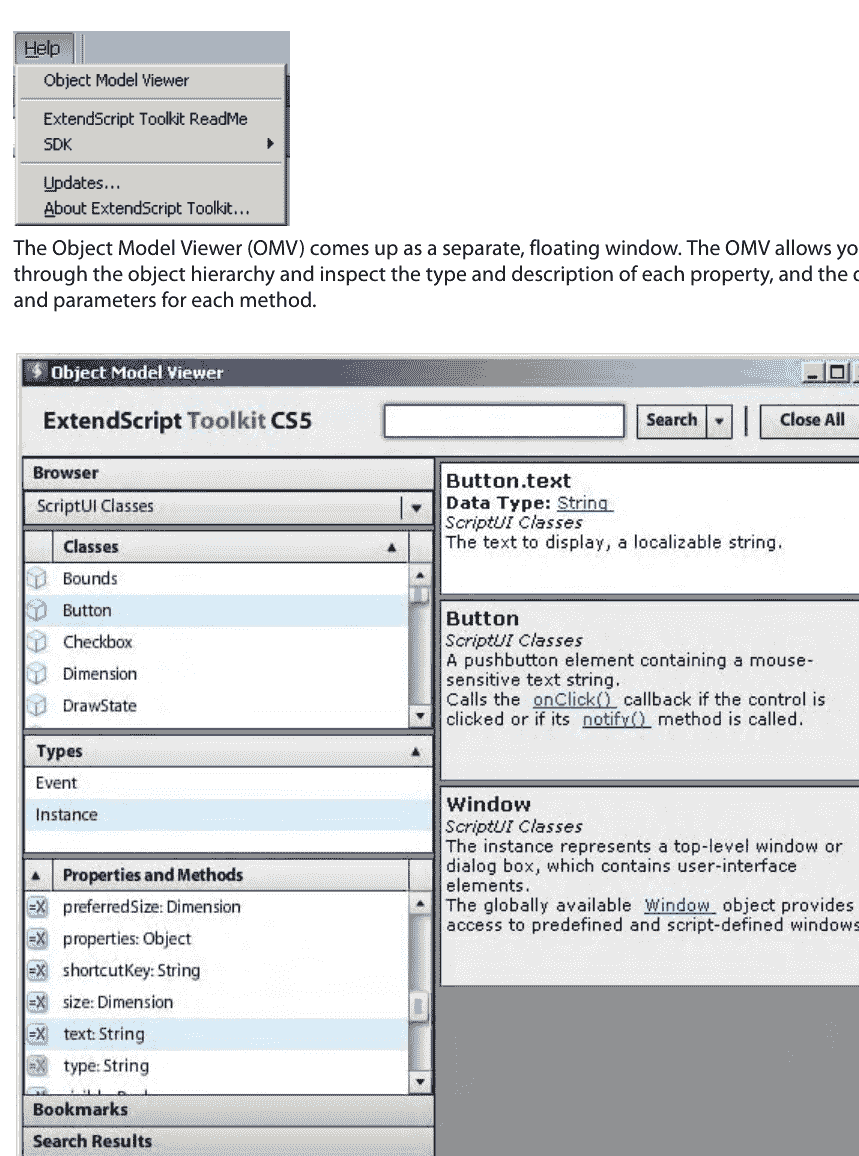 Help
Object Model Viewer
ExtendScript Toolkit ReadMe
SDK
Updates...
About ExtendScript Toolkit...
The Object Model Viewer (OMV) comes up as a separate, floating window. The OMV allows
through the object hierarchy and inspect the type and description of each property, and the
and parameters for each method.
Object Model Viewer
ExtendScript Toolkit CS5
Search
Close All
Browser
ScriptUI Classes
Classes
Bounds
Button
Checkbox
Dimension
DrawState
Types
Event
Instance
Properties and Methods
preferredSize: Dimension
properties: Object
shortcutKey: String
size: Dimension
text: String
type: String
Bookmarks
Search Results
Button.text
Data Type: String
ScriptUI Classes
The text to display, a localizable string.
Button
ScriptUI Classes
A pushbutton element containing a mouse-
sensitive text string.
Calls the onClick() callback if the control is
clicked or if its notify() method is called.
Window
ScriptUI Classes
The instance represents a top-level window or
dialog box, which contains user-interface
elements.
The globally available Window object provides
access to predefined and script-defined windows